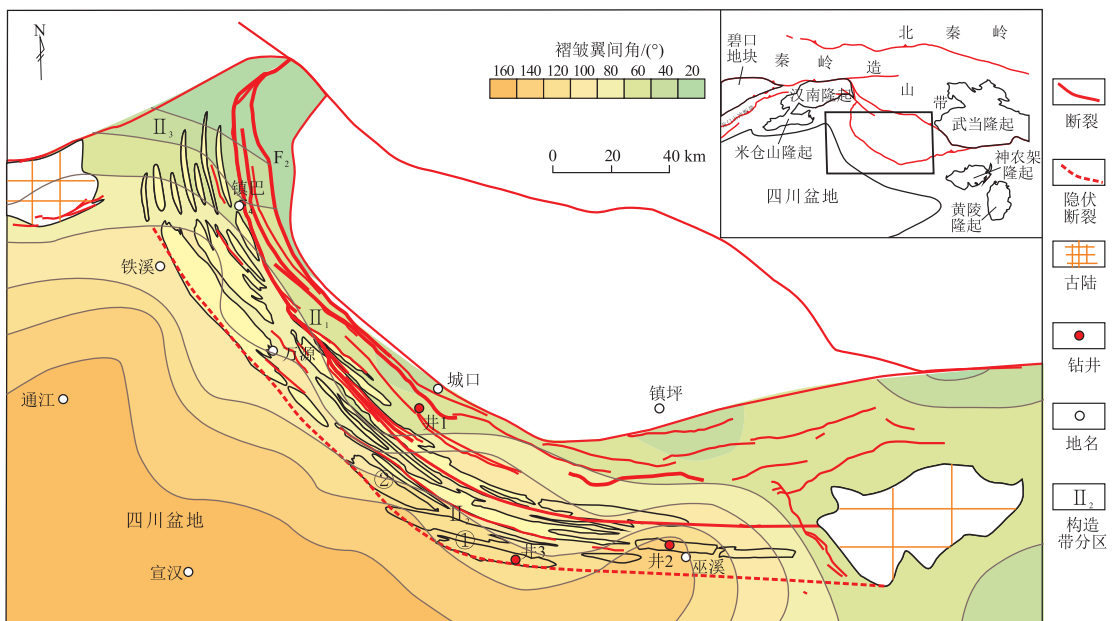 N
褶皱翼间角/(°)
160 140 120 100 80 60 40 20
0 20 40 km
Ⅱ₃
F₂
镇巴
铁溪
Ⅱ₁
万源
城口
井1
镇坪
通江
②
Ⅱ₂
①
四川盆地
井3
井2
巫溪
宣汉
北秦岭
碧口
地块
秦岭造山带
汉南隆起
武当隆起
米仓山隆起
神农架
隆起
四川盆地
黄陵
隆起
断裂
隐伏
断裂
古陆
钻井
地名
Ⅱ₂
构造
带分区